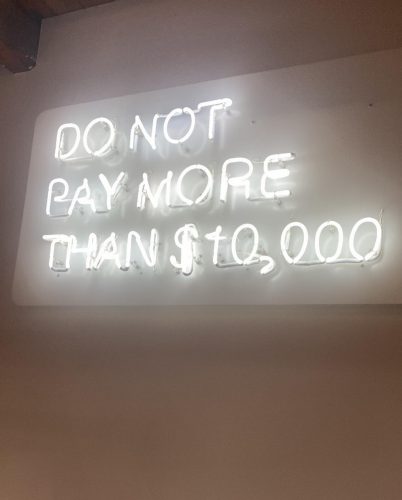 DO NOT
PAY MORE
THAN $10,000